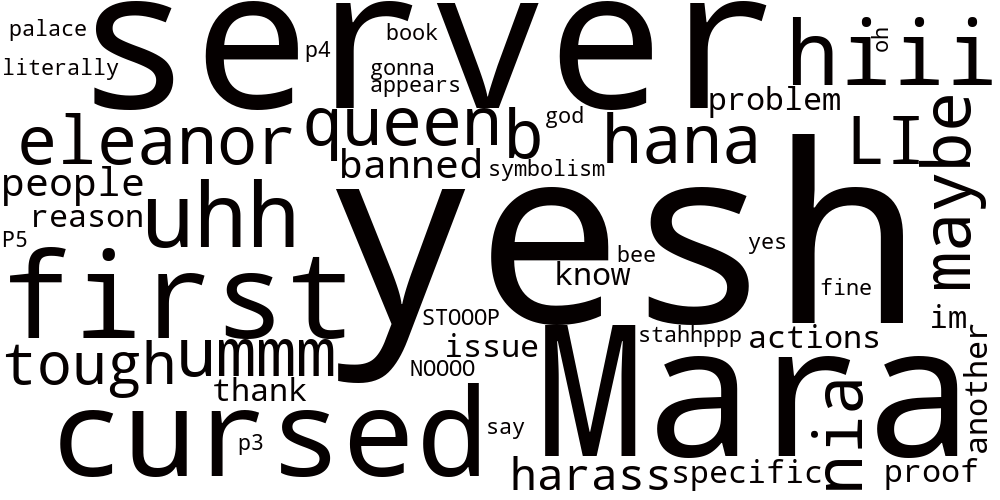 server
palace
book
hiiii
oh
p4
literally
gonna
appears
problem
maybe
eleanor
queen
b
god
hana
LI
banned
symbolism
people
uhh
reason
yesh
P5
yes
bee
know
first
fine
im
STOOOP
stahhppp
actions
another
tough
ummm
issue
NOOOO
Mara
nia
thank
cursed
p3
say
harass
specific
proof